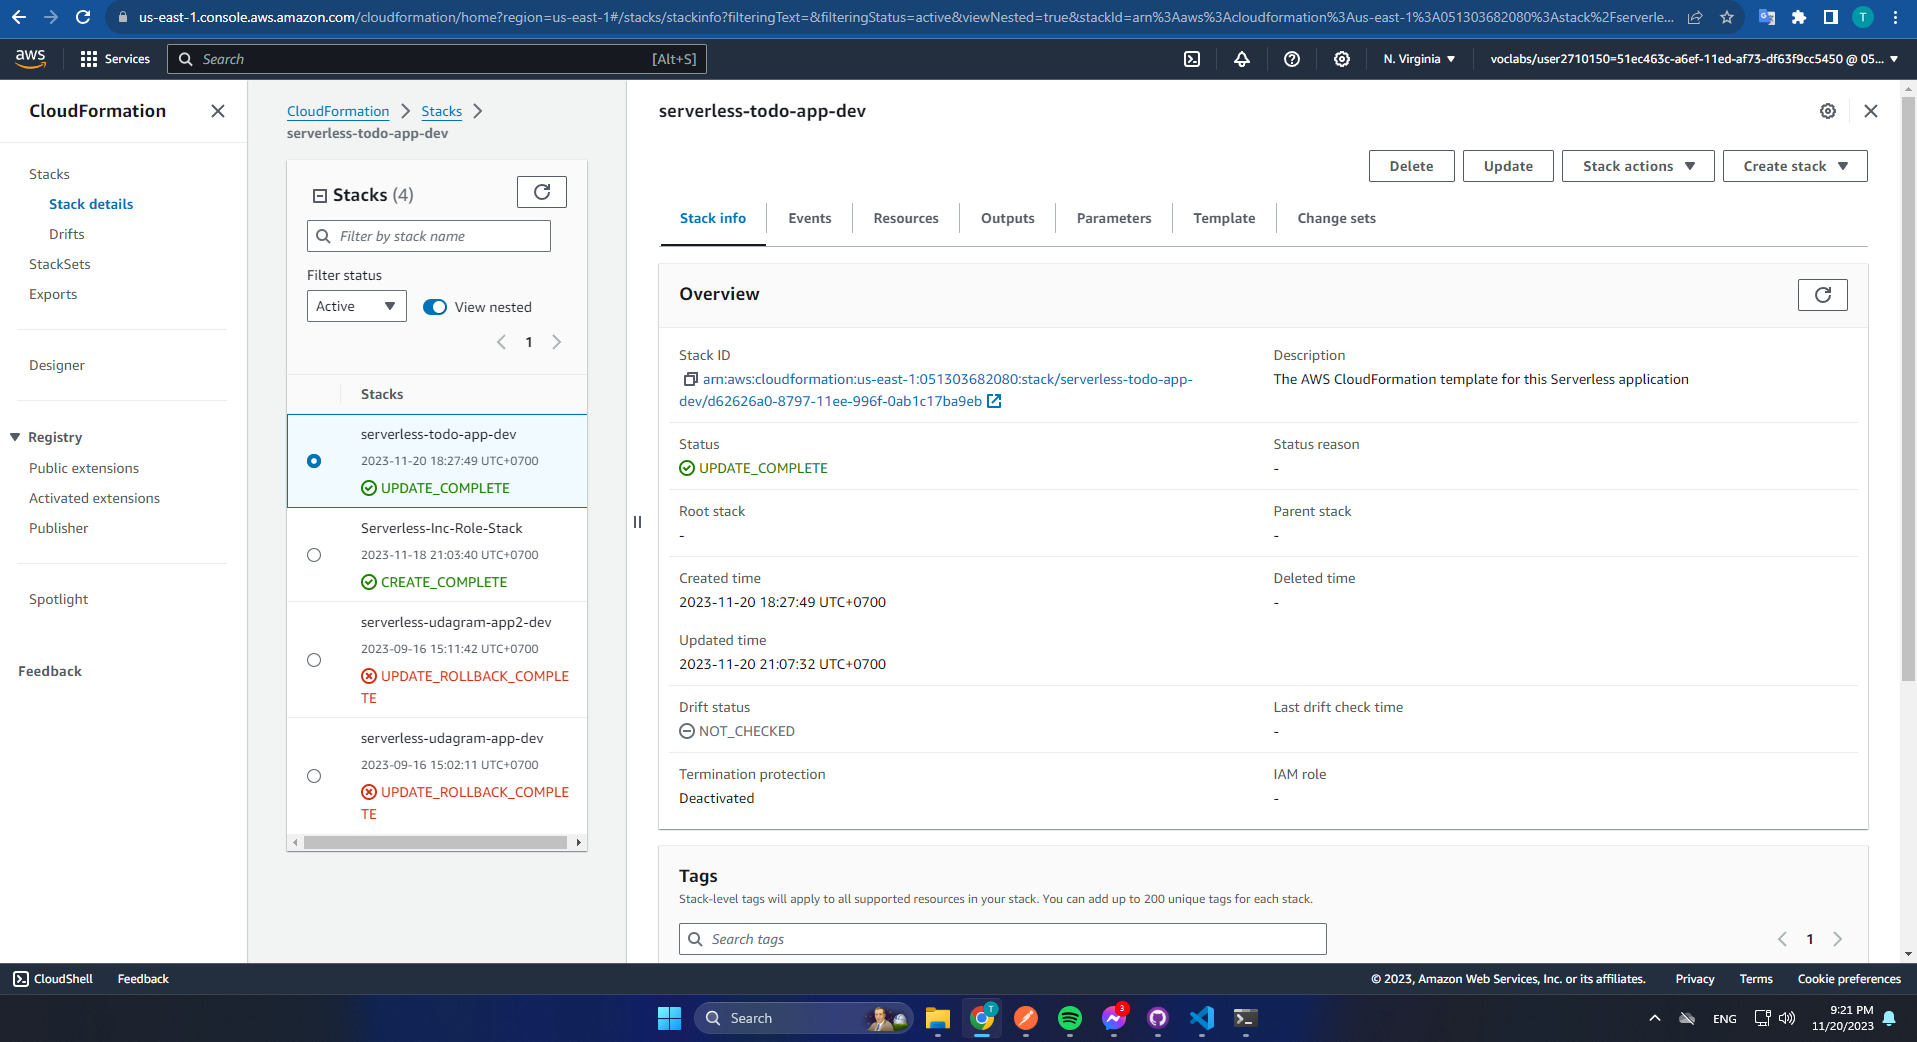 us-east-1.console.aws.amazon.com/cloudformation/home?region=us-east-1#/stacks/stackinfo?filteringText=&filteringStatus=active&viewNested=true&stackId=arn%3Aaws%3Acloudformation%3Aus-east-1%3A051303682080%3Astack%2Fserverle...
T
aws
Services
Search
[Alt+S]
N. Virginia
voclabs/user2710150=51ec463c-a6ef-11ed-af73-df63f9cc5450 @ 05...
CloudFormation
Stacks
Stack details
Drifts
StackSets
Exports
Designer
Registry
Public extensions
Activated extensions
Publisher
Spotlight
Feedback
CloudFormation
Stacks
serverless-todo-app-dev
Stacks (4)
Filter by stack name
Filter status
Active
View nested
1
Stacks
serverless-todo-app-dev
2023-11-20 18:27:49 UTC+0700
UPDATE_COMPLETE
Serverless-Inc-Role-Stack
2023-11-18 21:03:40 UTC+0700
CREATE_COMPLETE
serverless-udagram-app2-dev
2023-09-16 15:11:42 UTC+0700
UPDATE_ROLLBACK_COMPLE
TE
serverless-udagram-app-dev
2023-09-16 15:02:11 UTC+0700
UPDATE_ROLLBACK_COMPLE
TE
serverless-todo-app-dev
Delete
Update
Stack actions
Create stack
Stack info
Events
Resources
Outputs
Parameters
Template
Change sets
Overview
Stack ID
arn:aws:cloudformation:us-east-1:051303682080:stack/serverless-todo-app-
dev/d62626a0-8797-11ee-996f-0ab1c17ba9eb
Description
The AWS CloudFormation template for this Serverless application
Status
UPDATE_COMPLETE
Status reason
-
Root stack
-
Parent stack
-
Created time
2023-11-20 18:27:49 UTC+0700
Deleted time
-
Updated time
2023-11-20 21:07:32 UTC+0700
Drift status
NOT_CHECKED
Last drift check time
-
Termination protection
Deactivated
IAM role
-
Tags
Stack-level tags will apply to all supported resources in your stack. You can add up to 200 unique tags for each stack.
Search tags
1
CloudShell
Feedback
© 2023, Amazon Web Services, Inc. or its affiliates.
Privacy
Terms
Cookie preferences
Search
T
3
ENG
9:21 PM
11/20/2023